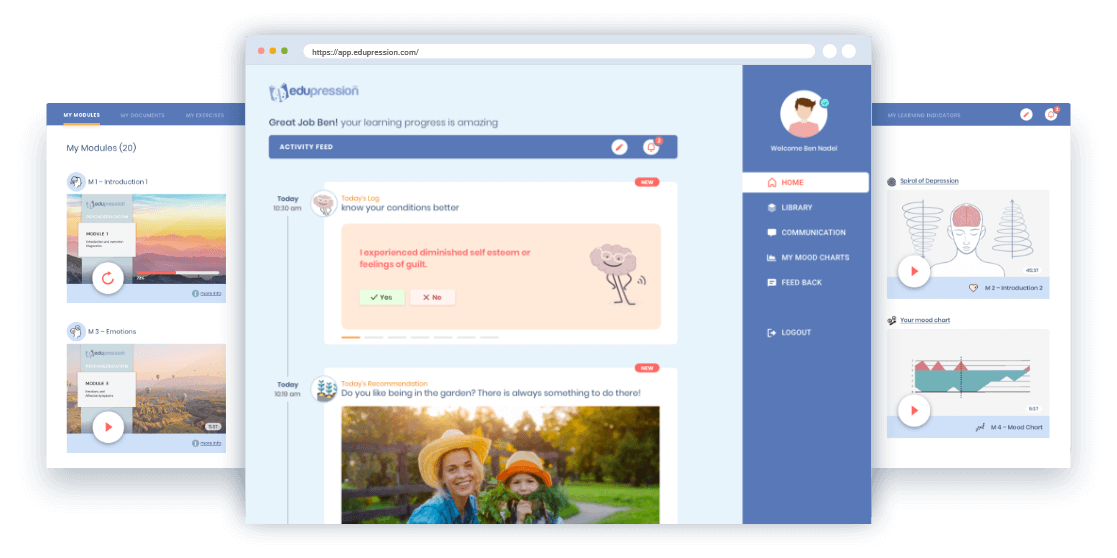 https://app.edupression.com/
edupression
Great Job Ben! your learning progress is amazing
ACTIVITY FEED
Today
10:30 am
NEW
Today's Log
know your conditions better
I experienced diminished self esteem or
feelings of guilt.
Yes
No
Today
10:19 am
NEW
Today's Recommendation
Do you like being in the garden? There is always something to do there!
Welcome Ben Nadel
HOME
LIBRARY
COMMUNICATION
MY MOOD CHARTS
FEED BACK
LOGOUT
MY MODULES
MY DOCUMENTS
MY EXERCISES
My Modules (20)
M 1 – Introduction 1
edupression
MODULE 1
more info
M 3 – Emotions
edupression
MODULE 3
more info
MY LEARNING INDICATORS
Spiral of Depression
M 2 – Introduction 2
Your mood chart
M 4 – Mood Chart